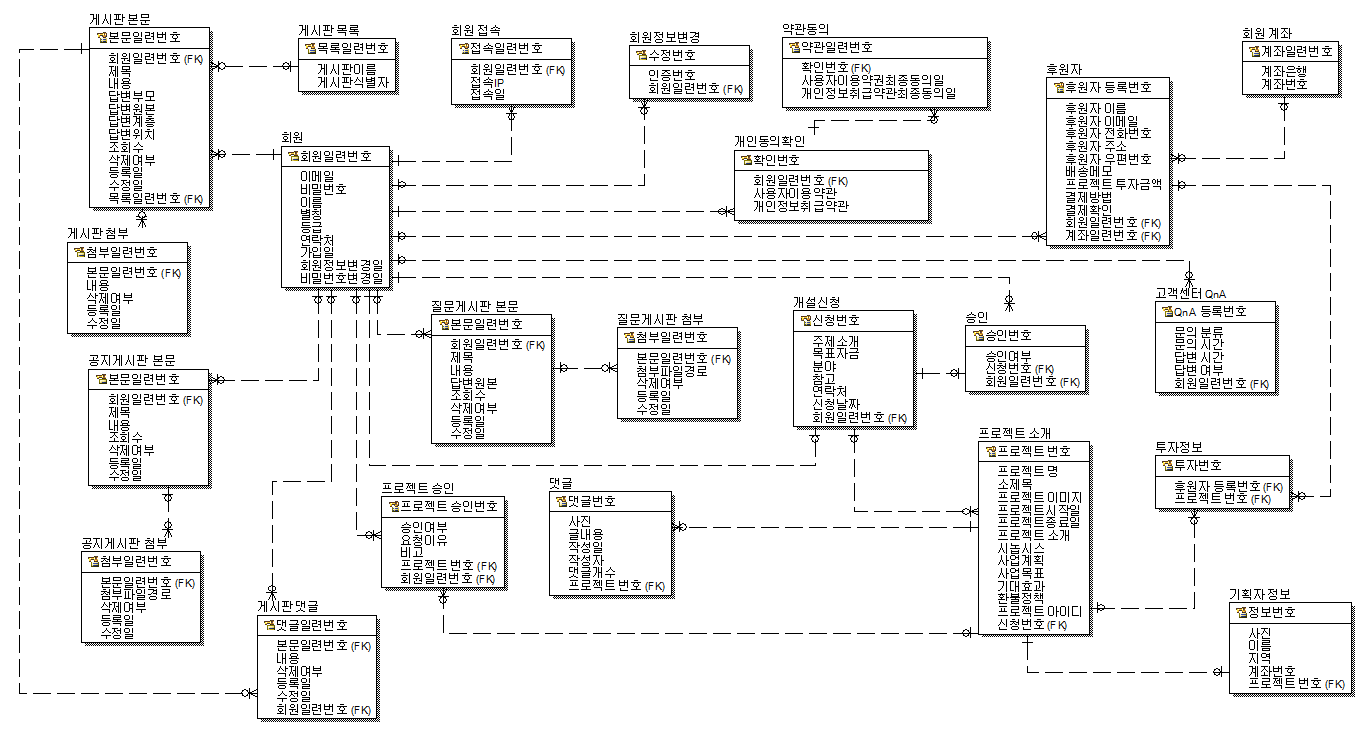 게시판 본문
본문일련번호
회원일련번호 (FK)
제목
내용
답변부모
답변원본
답변계층
답변위치
조회수
삭제여부
등록일
수정일
목록일련번호 (FK)
게시판 목록
목록일련번호
게시판이름
게시판식별자
회원 접속
접속일련번호
회원일련번호 (FK)
접속IP
접속일
회원정보변경
수정번호
인증번호
회원일련번호 (FK)
약관동의
약관일련번호
확인번호 (FK)
사용자이용약권최종동의일
개인정보취급약관최종동의일
회원 계좌
계좌일련번호
계좌은행
계좌번호
후원자
후원자 등록번호
후원자 이름
후원자 이메일
후원자 전화번호
후원자 주소
후원자 우편번호
배송메모
프로젝트 투자금액
결제방법
결제확인
회원일련번호 (FK)
계좌일련번호 (FK)
회원
회원일련번호
이메일
비밀번호
이름
별칭
등급
연락처
가입일
회원정보변경일
비밀번호변경일
개인동의확인
확인번호
회원일련번호 (FK)
사용자이용약관
개인정보취급약관
게시판 첨부
첨부일련번호
본문일련번호 (FK)
내용
삭제여부
등록일
수정일
질문게시판 본문
본문일련번호
회원일련번호 (FK)
제목
내용
답변원본
조회수
삭제여부
등록일
수정일
질문게시판 첨부
첨부일련번호
본문일련번호 (FK)
첨부파일경로
삭제여부
등록일
수정일
개설신청
신청번호
주제소개
목표자금
분야
참고
연락처
신청날짜
회원일련번호 (FK)
승인
승인번호
승인여부
신청번호 (FK)
회원일련번호 (FK)
고객센터 QnA
QnA 등록번호
문의 분류
문의 시간
답변 시간
답변 여부
회원일련번호 (FK)
공지게시판 본문
본문일련번호
회원일련번호 (FK)
제목
내용
조회수
삭제여부
등록일
수정일
프로젝트 소개
프로젝트 번호
프로젝트 명
소제목
프로젝트 이미지
프로젝트시작일
프로젝트종료일
프로젝트 소개
시놉시스
사업계획
사업목표
기대효과
환불정책
프로젝트 아이디
신청번호 (FK)
투자정보
투자번호
후원자 등록번호 (FK)
프로젝트 번호 (FK)
프로젝트 승인
프로젝트 승인번호
승인여부
요청이유
비고
프로젝트 번호 (FK)
회원일련번호 (FK)
댓글
댓글번호
사진
글내용
작성일
작성자
댓글개수
프로젝트 번호 (FK)
공지게시판 첨부
첨부일련번호
본문일련번호 (FK)
첨부파일경로
삭제여부
등록일
수정일
게시판댓글
댓글일련번호
본문일련번호 (FK)
내용
삭제여부
등록일
수정일
회원일련번호 (FK)
기획자 정보
정보번호
사진
이름
지역
계좌번호
프로젝트 번호 (FK)